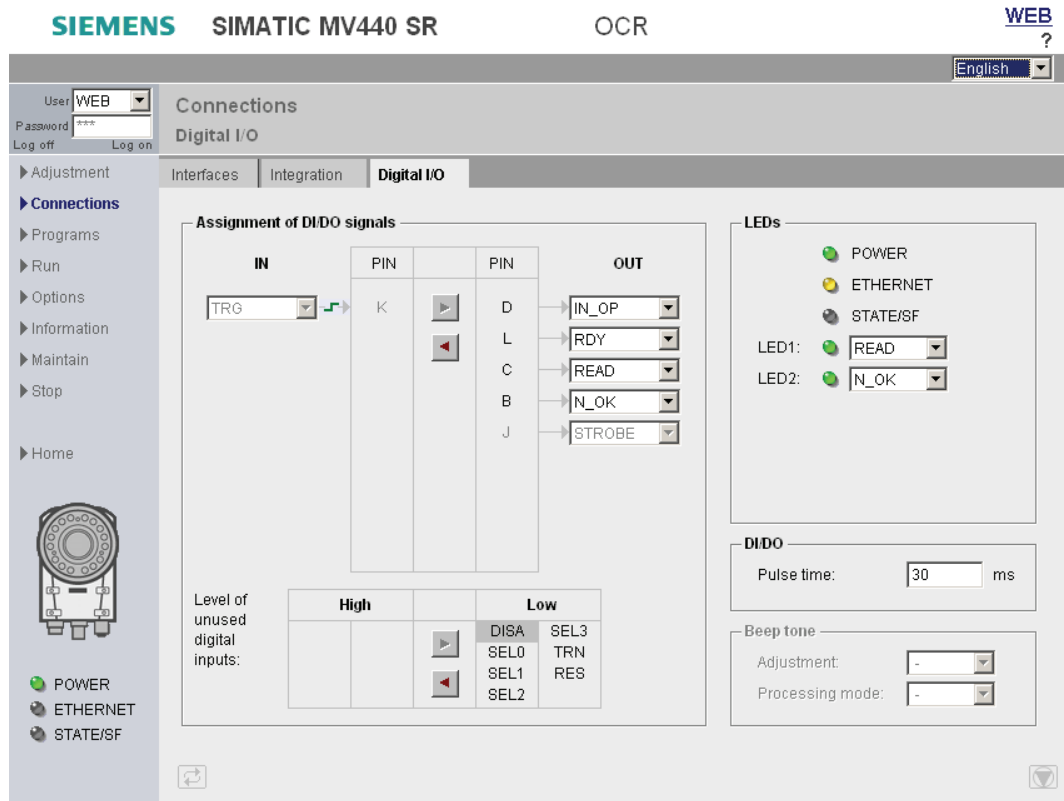 SIEMENS SIMATIC MV440 SR OCR WEB
?
English
User WEB
Password ***
Log off Log on
Connections
Digital I/O
Adjustment
Connections
Programs
Run
Options
Information
Maintain
Stop
Home
POWER
ETHERNET
STATE/SF
Interfaces Integration Digital I/O
Assignment of DI/DO signals
IN PIN PIN OUT
TRG K D IN_OP
L RDY
C READ
B N_OK
J STROBE
Level of
unused
digital
inputs:
High Low
DISA SEL3
SEL0 TRN
SEL1 RES
SEL2
LEDs
POWER
ETHERNET
STATE/SF
LED1: READ
LED2: N_OK
DI/DO
Pulse time: 30 ms
Beep tone
Adjustment: -
Processing mode: -